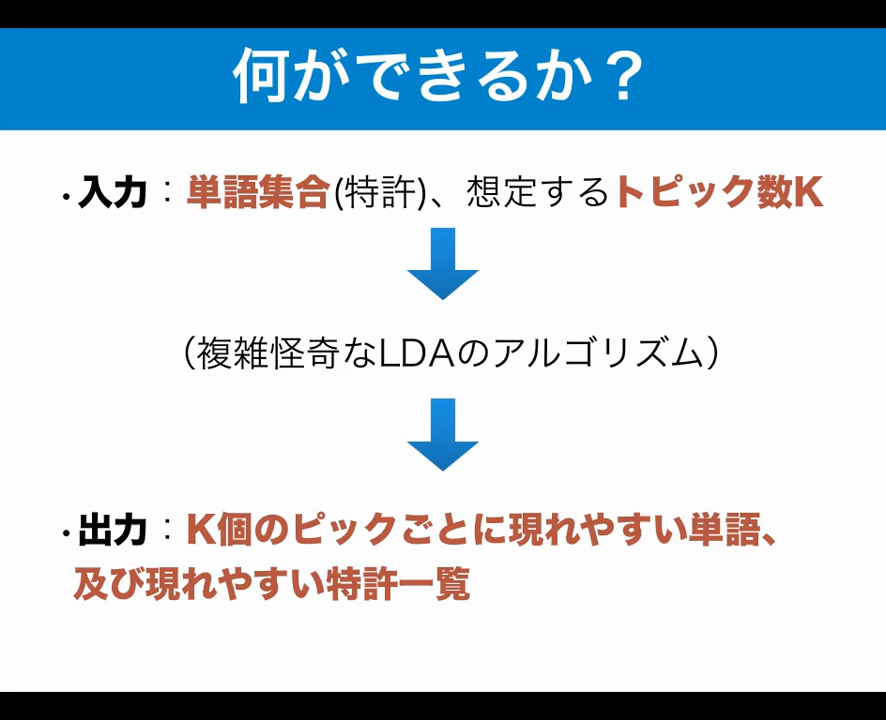 何ができるか？
・入力：単語集合(特許)、想定するトピック数K
（複雑怪奇なLDAのアルゴリズム）
・出力：K個のピックごとに現れやすい単語、
及び現れやすい特許一覧